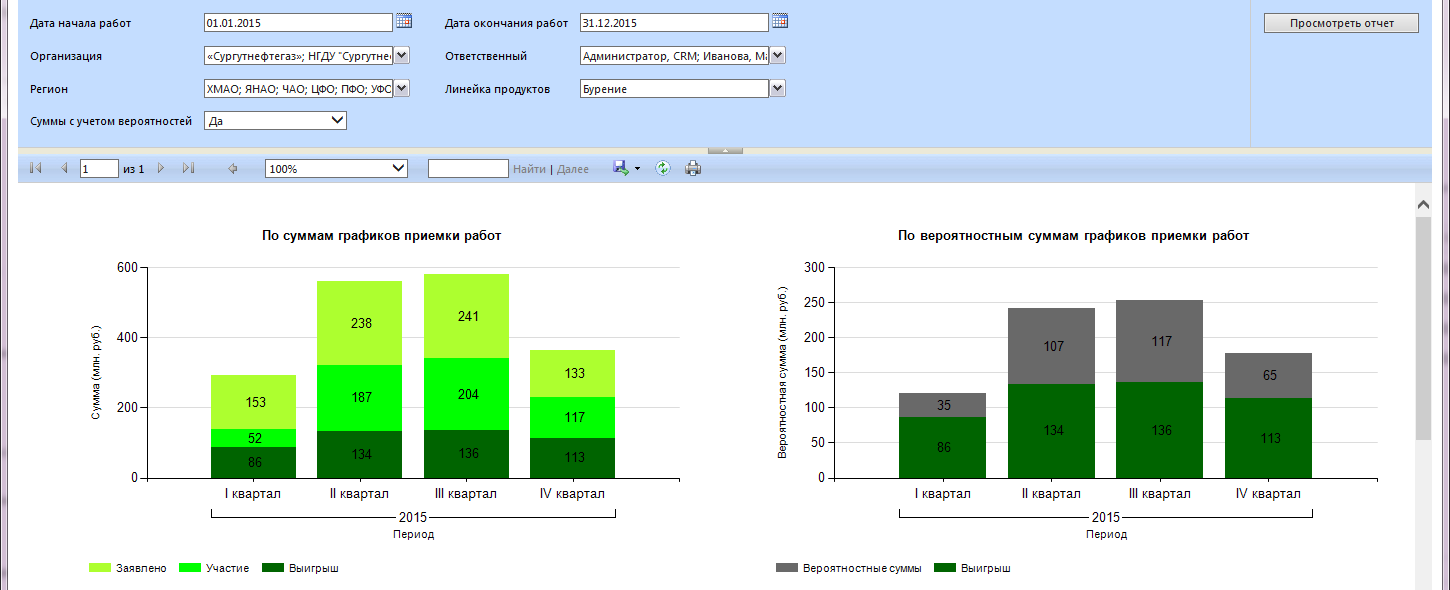 Дата начала работ 01.01.2015 Дата окончания работ 31.12.2015 Просмотреть отчет
Организация «Сургутнефтегаз»; НГДУ "Сургутне Ответственный Администратор, CRM; Иванова, М
Регион ХМАО; ЯНАО; ЧАО; ЦФО; ПФО; УФО Линейка продуктов Бурение
Суммы с учетом вероятностей Да
1 из 1 100% Найти | Далее
По суммам графиков приемки работ
600
400
200
0
Сумма (млн. руб.)
153
52
86
238
187
134
241
204
136
133
117
113
I квартал II квартал III квартал IV квартал
2015
Период
Заявлено Участие Выигрыш
По вероятностным суммам графиков приемки работ
300
250
200
150
100
50
0
Вероятностная сумма (млн. руб.)
35
86
107
134
117
136
65
113
I квартал II квартал III квартал IV квартал
2015
Период
Вероятностные суммы Выигрыш